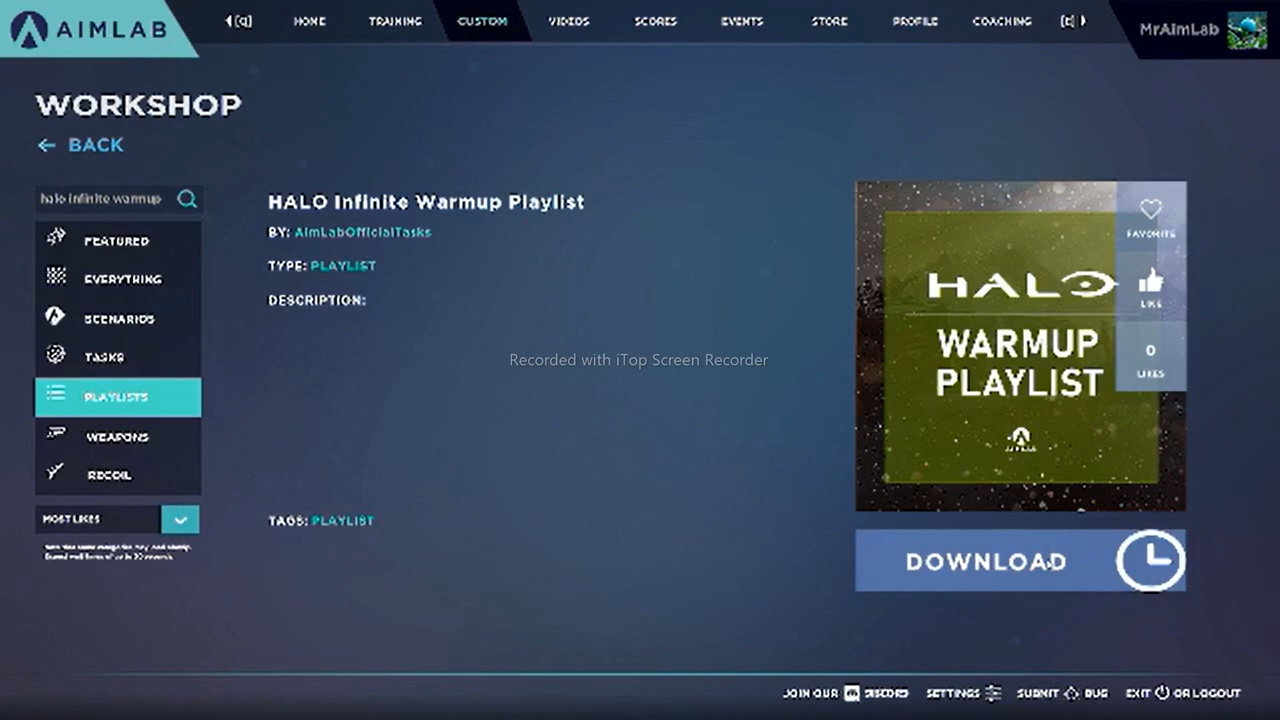 AIMLAB
[Q]
HOME
TRAINING
CUSTOM
VIDEOS
SCORES
EVENTS
STORE
PROFILE
COACHING
[E]
MrAimLab
WORKSHOP
← BACK
halo infinite warmup
FEATURED
EVERYTHING
SCENARIOS
TASKS
PLAYLISTS
WEAPONS
RECOIL
MOST LIKES
HALO Infinite Warmup Playlist
BY: AimLabOfficialTasks
TYPE: PLAYLIST
DESCRIPTION:
Recorded with iTop Screen Recorder
TAGS: PLAYLIST
HALO
WARMUP
PLAYLIST
AIMLAB
FAVORITE
LIKE
0
LIKES
DOWNLOAD
JOIN OUR DISCORD
SETTINGS
SUBMIT BUG
EXIT OR LOGOUT